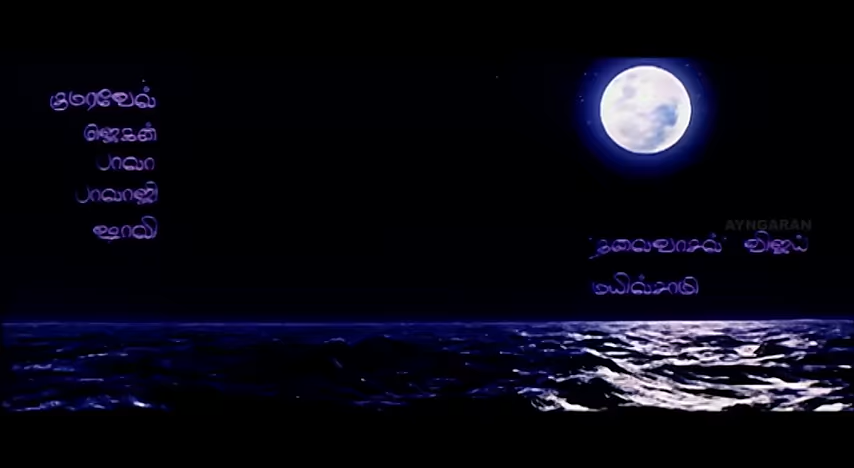 குமரவேல்
ஜெகன்
பாலா
பாலாஜி
ஷாலி
AYNGARAN
'தலைவாசல்' விஜய்
மயில்சாமி